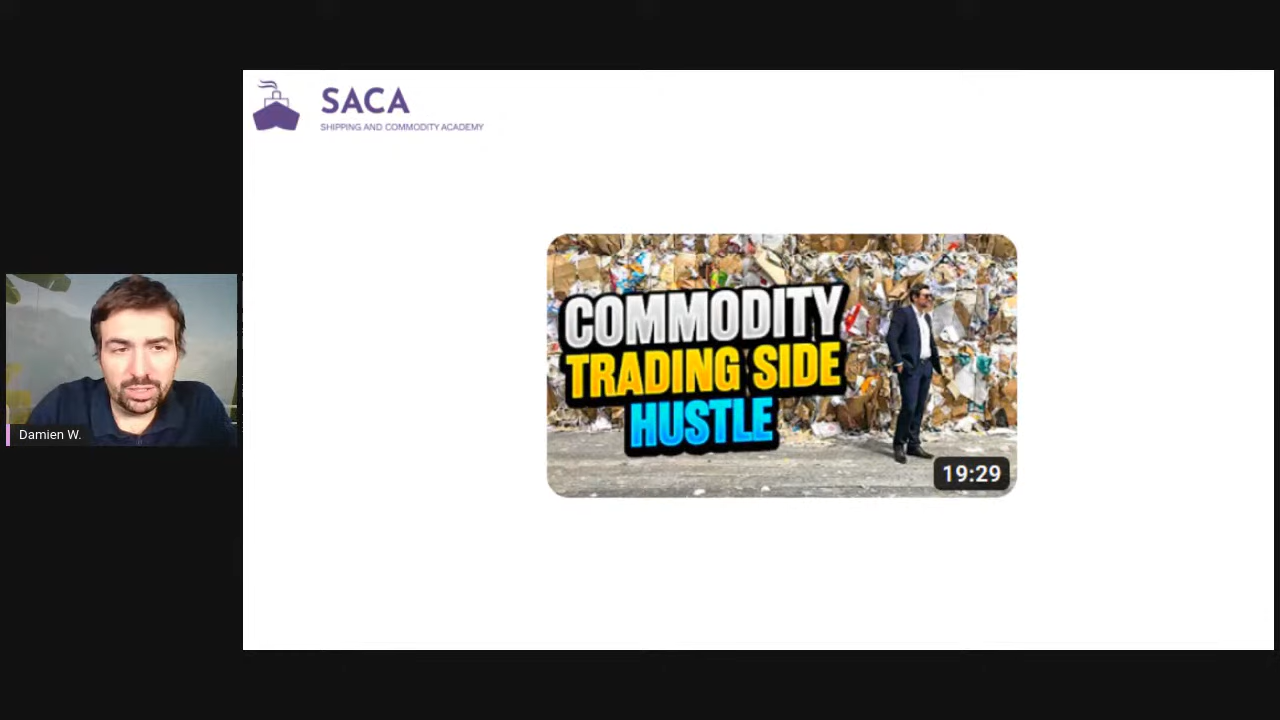 SACA
SHIPPING AND COMMODITY ACADEMY
COMMODITY
TRADING SIDE
HUSTLE
19:29
Damien W.